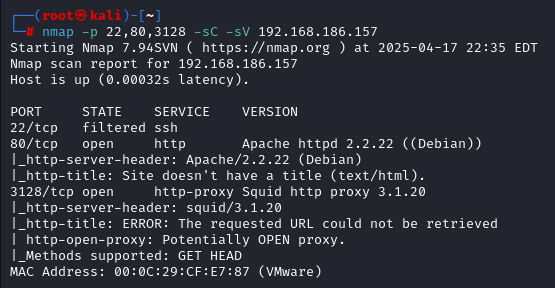 ┌──(root㉿kali)-[~]
└─# nmap -p 22,80,3128 -sC -sV 192.168.186.157
Starting Nmap 7.94SVN ( https://nmap.org ) at 2025-04-17 22:35 EDT
Nmap scan report for 192.168.186.157
Host is up (0.00032s latency).

PORT     STATE    SERVICE    VERSION
22/tcp   filtered ssh
80/tcp   open     http       Apache httpd 2.2.22 ((Debian))
|_http-server-header: Apache/2.2.22 (Debian)
|_http-title: Site doesn't have a title (text/html).
3128/tcp open     http-proxy Squid http proxy 3.1.20
|_http-server-header: squid/3.1.20
|_http-title: ERROR: The requested URL could not be retrieved
| http-open-proxy: Potentially OPEN proxy.
|_Methods supported: GET HEAD
MAC Address: 00:0C:29:CF:E7:87 (VMware)